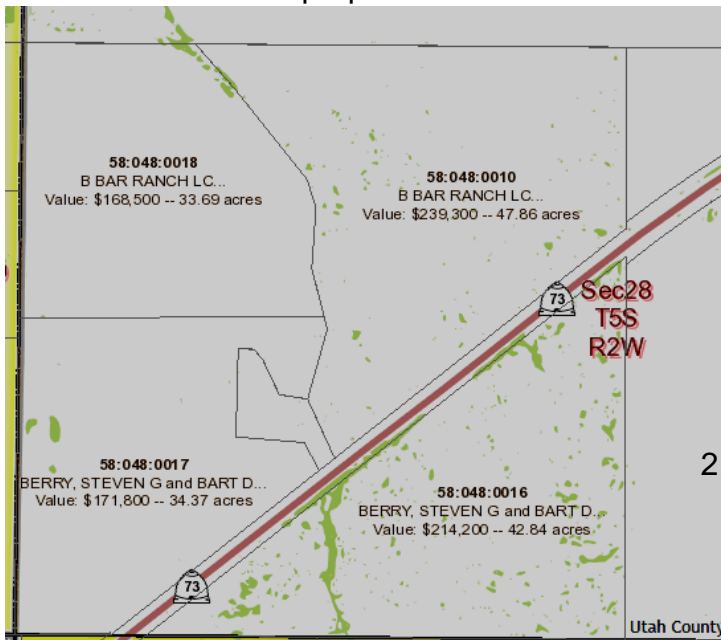 58:048:0018
B BAR RANCH LC...
Value: $168,500 -- 33.69 acres
58:048:0010
B BAR RANCH LC...
Value: $239,300 -- 47.86 acres
73
Sec28
T5S
R2W
58:048:0017
BERRY, STEVEN G and BART D...
Value: $171,800 -- 34.37 acres
2
58:048:0016
BERRY, STEVEN G and BART D...
Value: $214,200 -- 42.84 acres
73
Utah County